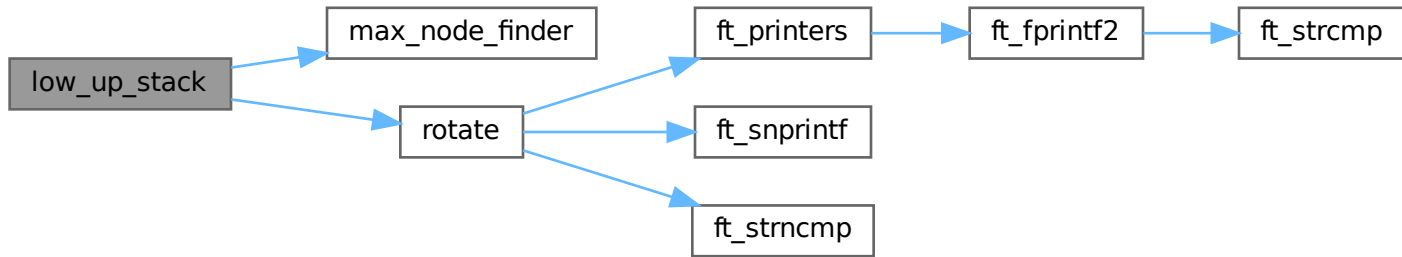 low_up_stack
max_node_finder
rotate
ft_printers
ft_snprintf
ft_strncmp
ft_fprintf2
ft_strcmp